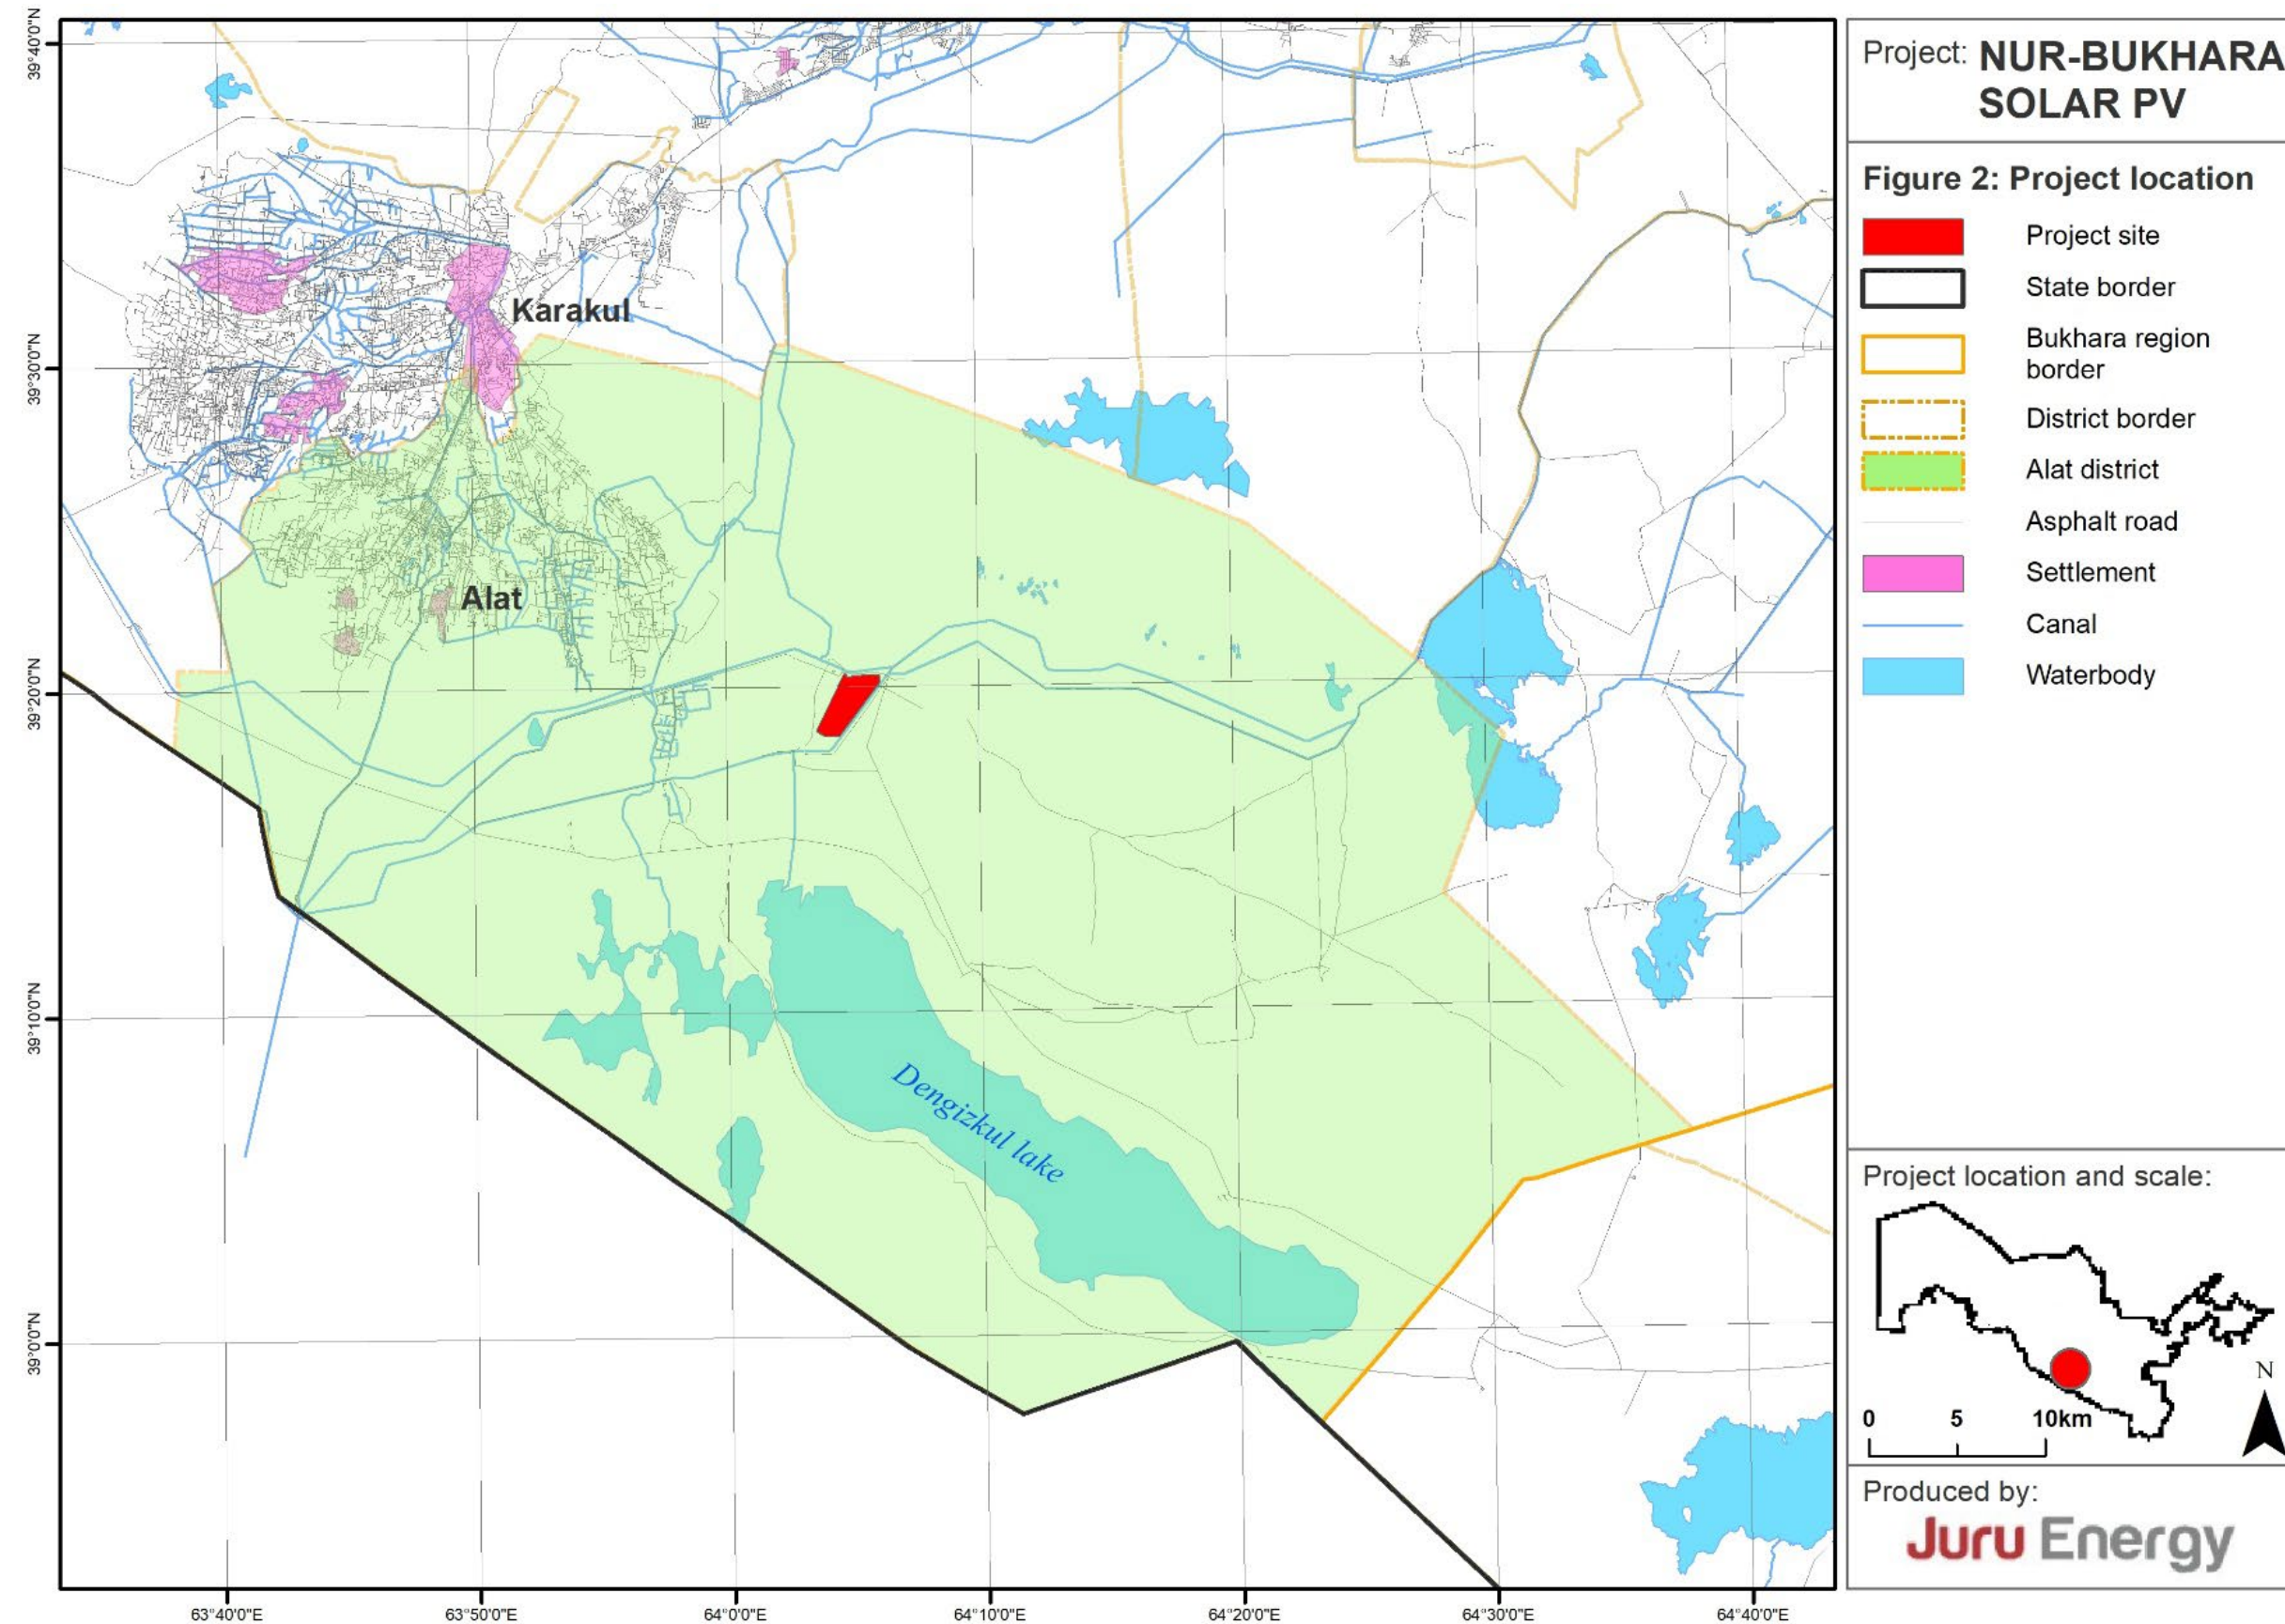 Project: NUR-BUKHARA
SOLAR PV
Figure 2: Project location
Project site
State border
Bukhara region
border
District border
Alat district
Asphalt road
Settlement
Canal
Waterbody
Project location and scale:
N
0 5 10km
Produced by:
Juru Energy
39°40'0"N
39°30'0"N
39°20'0"N
39°10'0"N
39°0'0"N
Karakul
Alat
Dengizkul lake
63°40'0"E 63°50'0"E 64°0'0"E 64°10'0"E 64°20'0"E 64°30'0"E 64°40'0"E